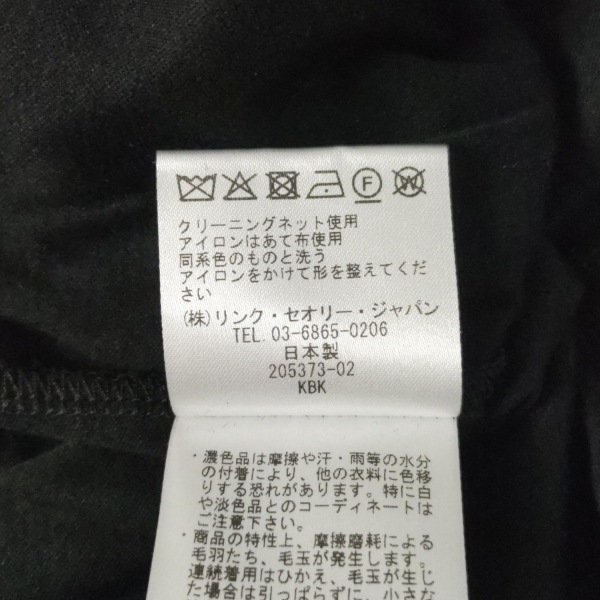 F W
クリーニングネット使用
アイロンはあて布使用
同系色のものと洗う
アイロンをかけて形を整えてくだ
さい
(株)リンク・セオリー・ジャパン
TEL. 03-6865-0206
日本製
205373-02
KBK
・濃色品は摩擦や汗・雨等の水分
の付着により、他の衣料に色移
りする恐れがあります。特に白
や淡色品とのコーディネートは
ご注意下さい。
・商品の特性上、摩擦磨耗による
毛羽たち、毛玉が発生します。
連続着用はひかえ、毛玉が生じ
た場合は引っぱらずに、小さな